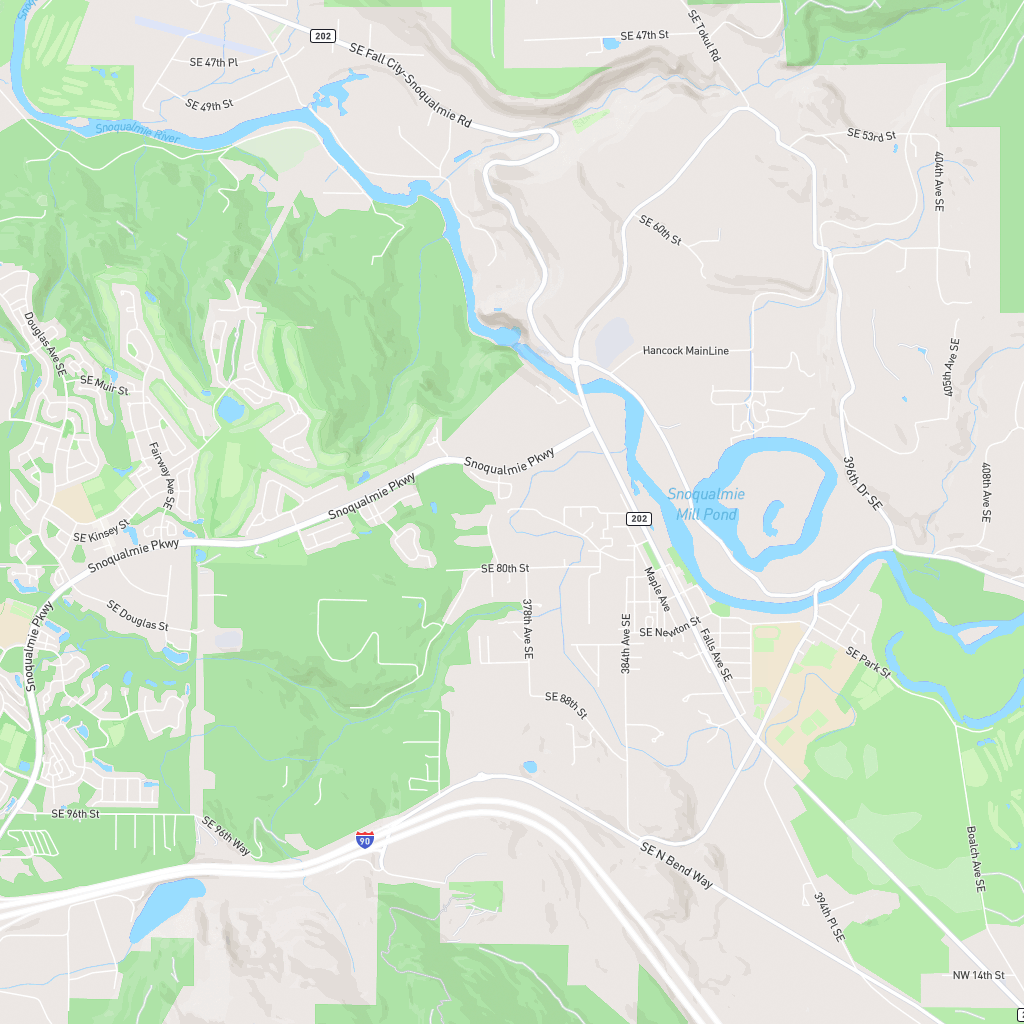 202
SE Fall City-Snoqualmie Rd
SE 47th St
SE Tokul Rd
SE 47th Pl
SE 49th St
Snoqualmie River
SE 53rd St
404th Ave SE
SE 60th St
Douglas Ave SE
SE Muir St
Hancock MainLine
405th Ave SE
Fairway Ave SE
Snoqualmie Pkwy
Snoqualmie Pkwy
396th Dr SE
408th Ave SE
Snoqualmie
Mill Pond
202
SE Kinsey St
Snoqualmie Pkwy
SE 80th St
Maple Ave
SE Douglas St
Snoqualmie Pkwy
378th Ave SE
384th Ave SE
SE Newton St
Falls Ave SE
SE Park St
SE 88th St
SE 96th St
SE 96th Way
90
SE N Bend Way
Boalch Ave SE
394th Pl SE
NW 14th St